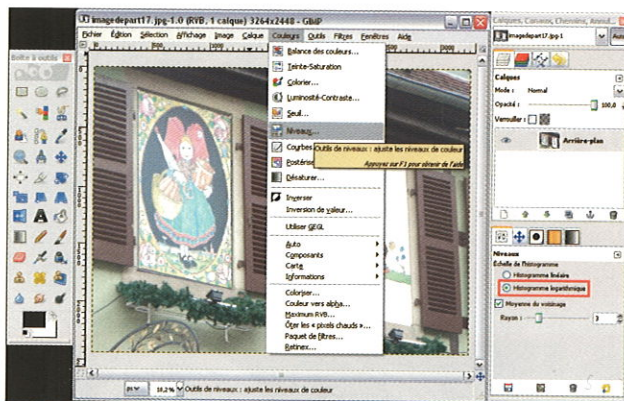 imagedepart17.jpg-1.0 (RVB, 1 calque) 3264x2448 – GIMP
Fichier Édition Sélection Affichage Image Calque Couleurs Outils Filtres Fenêtres Aide
Balance des couleurs...
Teinte-Saturation
Colorier...
Luminosité-Contraste...
Seuil...
Niveaux...
Courbes
Postérise
Désaturer...
Inverser
Inversion de valeur...
Utiliser GEGL
Auto
Composants
Carte
Informations
Coloriser...
Couleur vers alpha...
Maximum RVB...
Ôter les « pixels chauds »...
Paquet de filtres...
Retinex...
Outils de niveaux : ajuste les niveaux de couleur
Appuyez sur F1 pour obtenir de l'aide
px 18,2% Outils de niveaux : ajuste les niveaux de couleur
Boîte à outils
Calques, Canaux, Chemins, Annul...
imagedepart17.jpg-1
Auto
Calques
Mode : Normal
Opacité : 100,0
Verrouiller :
Arrière-plan
Niveaux
Échelle de l'histogramme
Histogramme linéaire
Histogramme logarithmique
Moyenne du voisinage
Rayon : 3